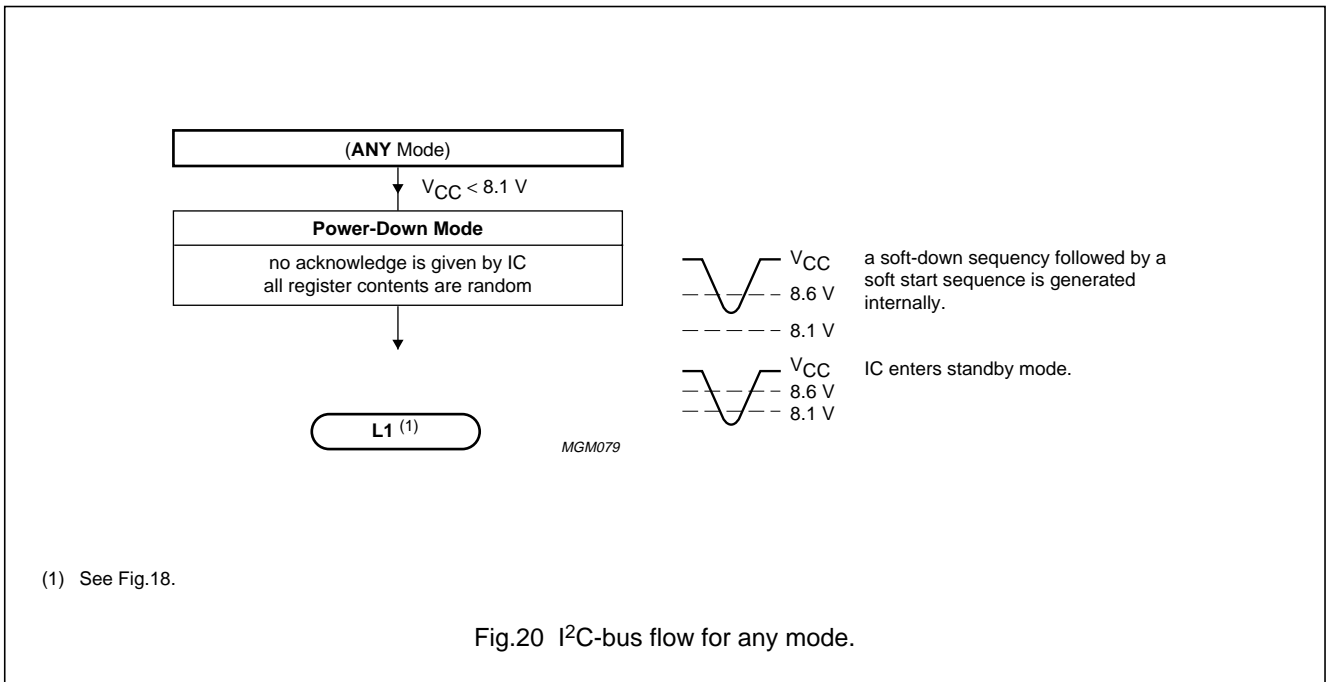 (ANY Mode)
VCC < 8.1 V
Power-Down Mode
no acknowledge is given by IC
all register contents are random
L1 (1)
MGM079
VCC
8.6 V
8.1 V
a soft-down sequency followed by a
soft start sequence is generated
internally.
VCC
8.6 V
8.1 V
IC enters standby mode.
(1) See Fig.18.
Fig.20 I²C-bus flow for any mode.